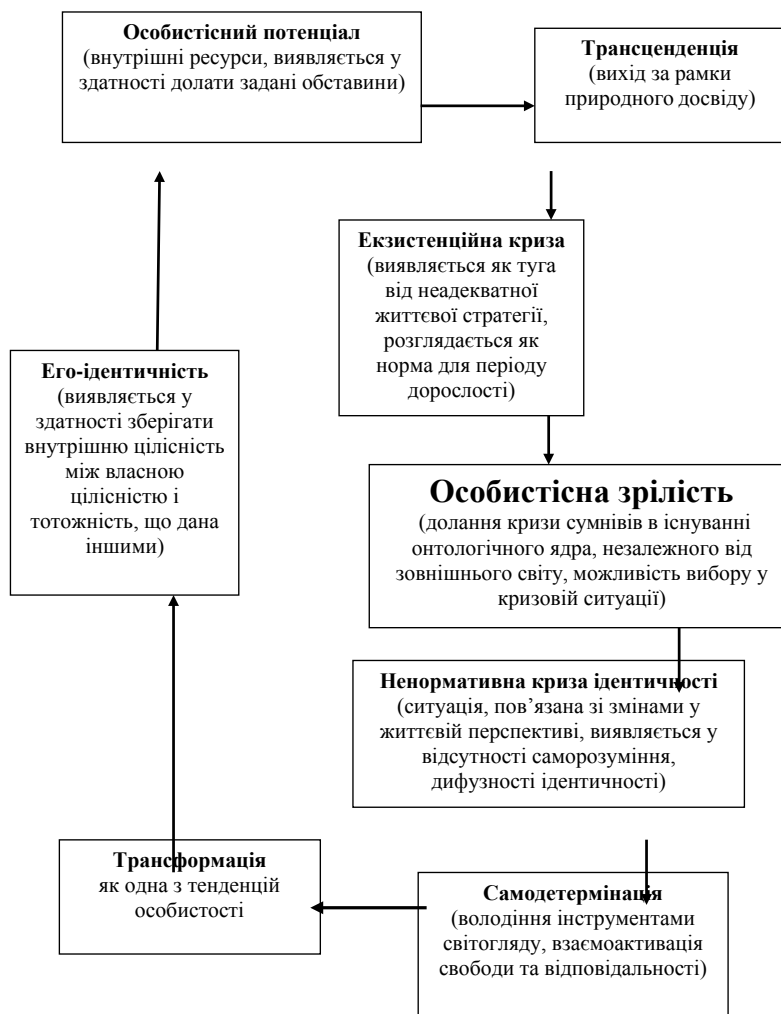 Особистісний потенціал
(внутрішні ресурси, виявляється у
здатності долати задані обставини)
Трансценденція
(вихід за рамки
природного досвіду)
Екзистенційна криза
(виявляється як туга
від неадекватної
життєвої стратегії,
розглядається як
норма для періоду
дорослості)
Его-ідентичність
(виявляється у
здатності зберігати
внутрішню цілісність
між власною
цілісністю і
тотожність, що дана
іншими)
Особистісна зрілість
(долання кризи сумнівів в існуванні
онтологічного ядра, незалежного від
зовнішнього світу, можливість вибору у
кризовій ситуації)
Ненормативна криза ідентичності
(ситуація, пов’язана зі змінами у
життєвій перспективі, виявляється у
відсутності саморозуміння,
дифузності ідентичності)
Трансформація
як одна з тенденцій
особистості
Самодетермінація
(володіння інструментами
світогляду, взаємоактивація
свободи та відповідальності)